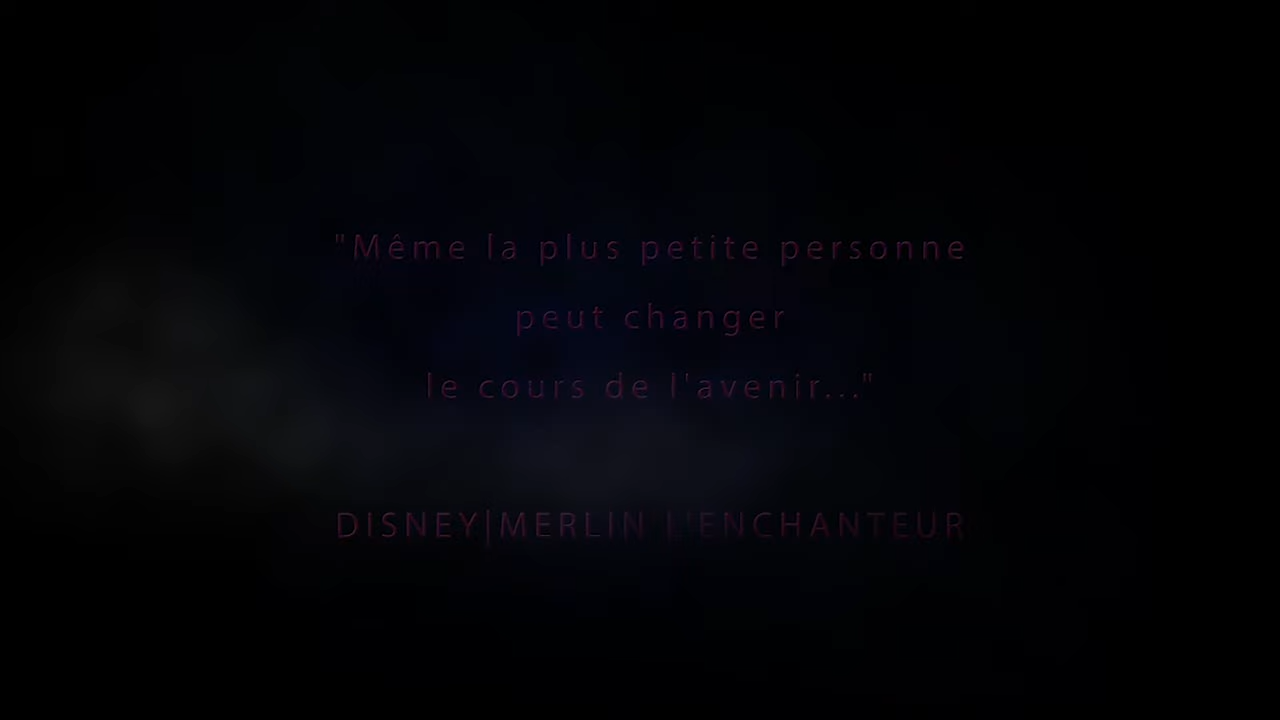 "Même la plus petite personne
peut changer
le cours de l'avenir..."
DISNEY|MERLIN L'ENCHANTEUR